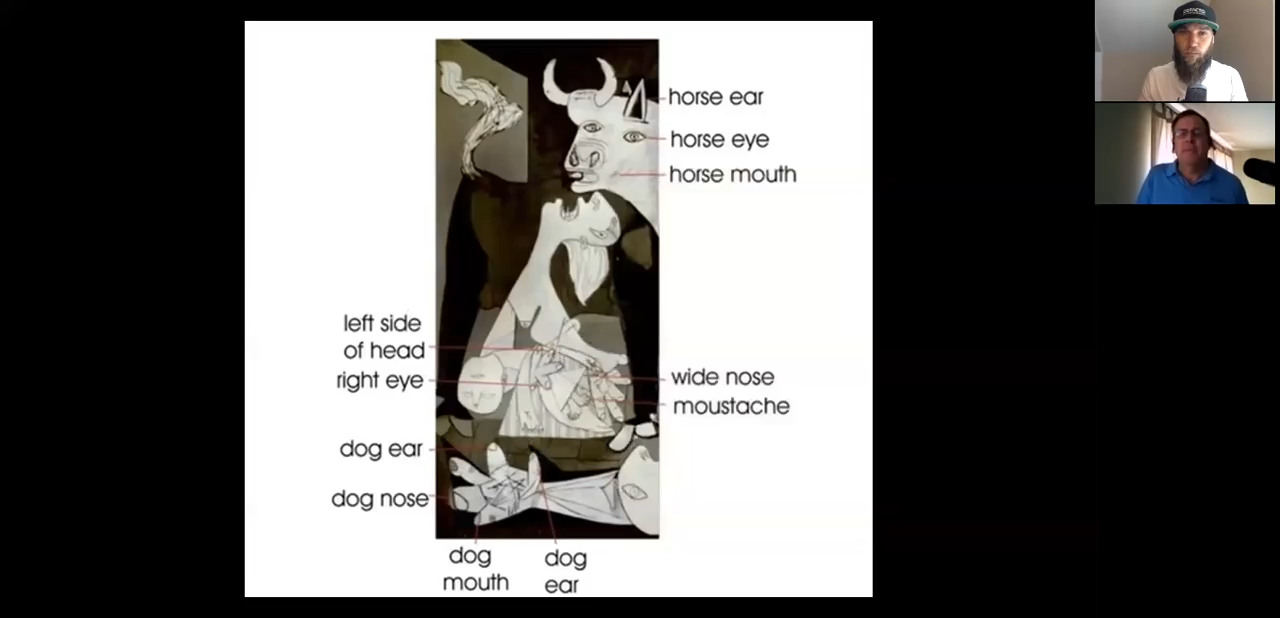 horse ear
horse eye
horse mouth
left side
of head
right eye
wide nose
moustache
dog ear
dog nose
dog
mouth
dog
ear